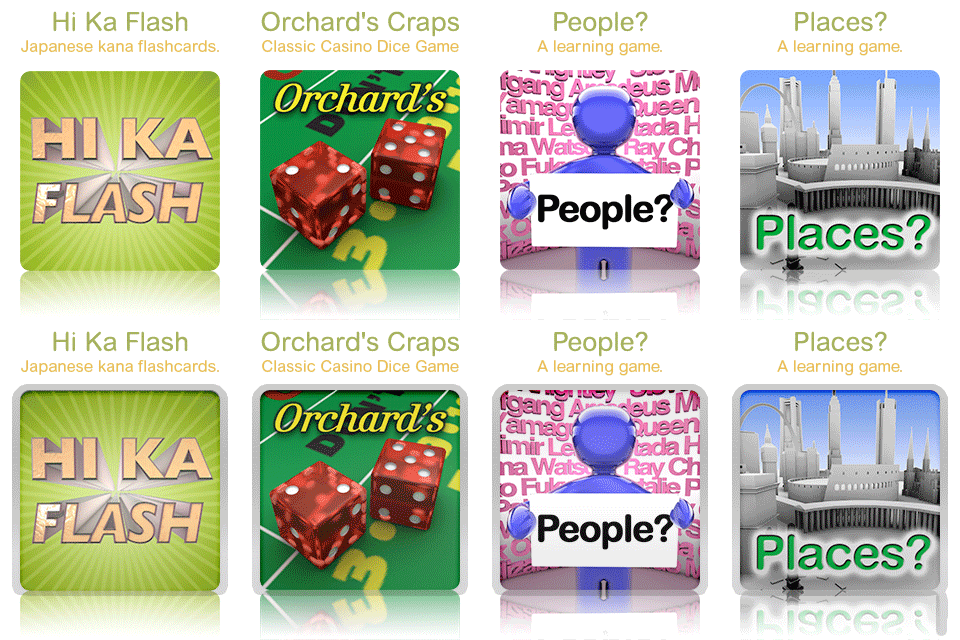 Hi Ka Flash
Japanese kana flashcards.
Orchard's Craps
Classic Casino Dice Game
People?
A learning game.
Places?
A learning game.
HI KA
FLASH
Orchard's
3
People?
Places?
Hi Ka Flash
Japanese kana flashcards.
Orchard's Craps
Classic Casino Dice Game
People?
A learning game.
Places?
A learning game.
HI KA
FLASH
Orchard's
3
People?
Places?